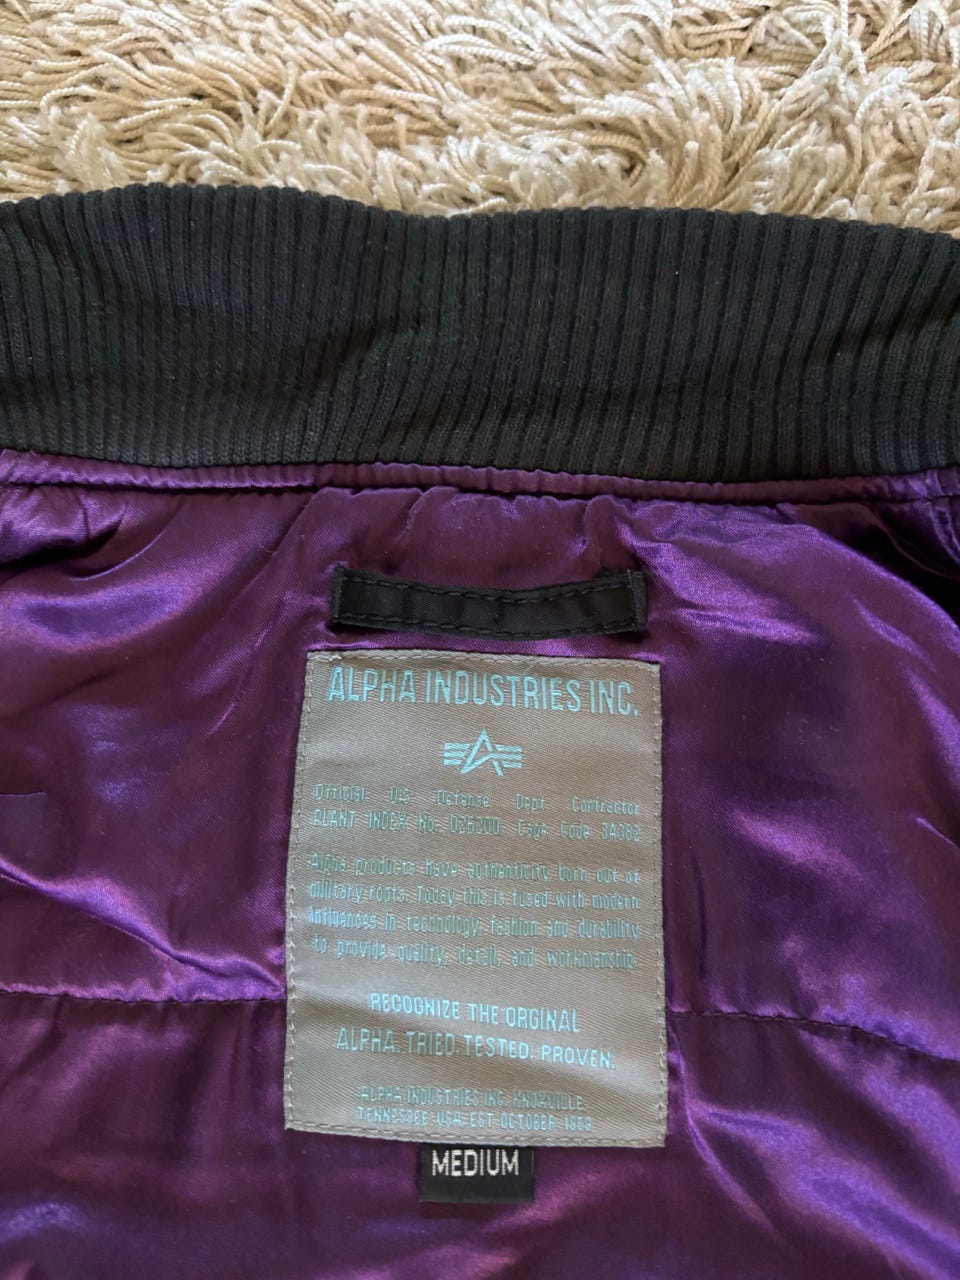 ALPHA INDUSTRIES INC.
Official U.S. Defense Dept Contractor
PLANT INDEX No: 026200 Cage Code 3A382
Alpha products have authenticity born out of
military roots. Today this is fused with modern
influences in technology, fashion and durability
to provide quality, detail, and workmanship.
RECOGNIZE THE ORGINAL
ALPHA. TRIED. TESTED. PROVEN.
ALPHA INDUSTRIES INC. KNOXVILLE,
TENNESSEE USA, EST OCTOBER
MEDIUM